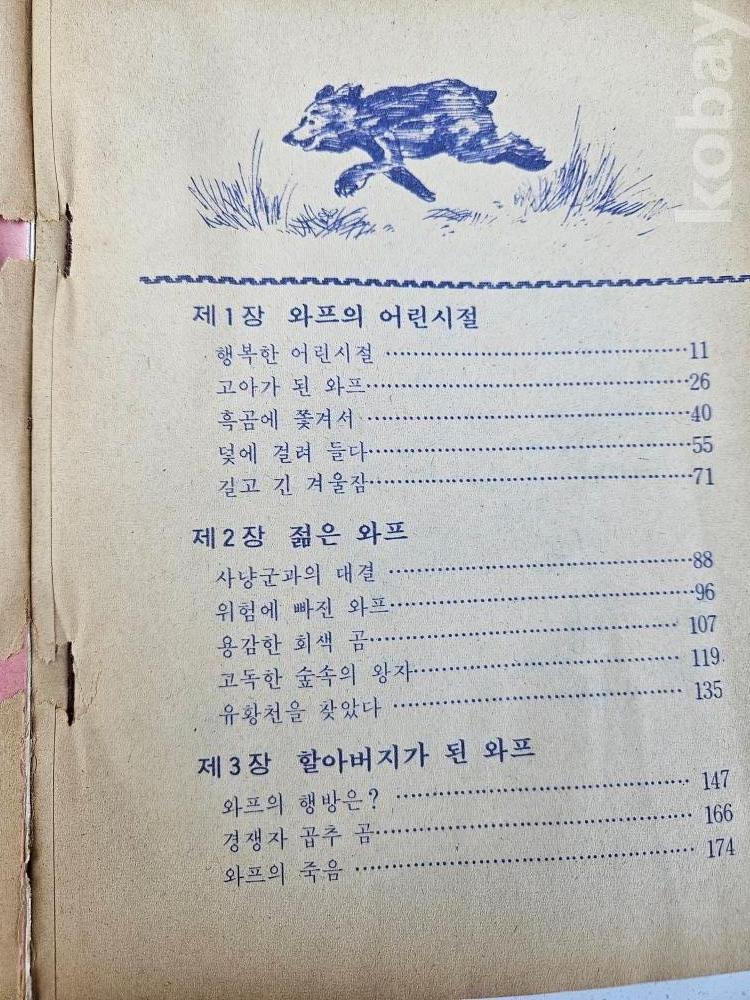 kobay
제1장 와프의 어린시절
행복한 어린시절 ········ 11
고아가 된 와프 ········ 26
흑곰에 쫓겨서 ········ 40
덫에 걸려 들다 ········ 55
길고 긴 겨울잠 ········ 71
제2장 젊은 와프
사냥군과의 대결 ········ 88
위험에 빠진 와프 ········ 96
용감한 회색 곰 ········ 107
고독한 숲속의 왕자 ········ 119
유황천을 찾았다 ········ 135
제3장 할아버지가 된 와프
와프의 행방은? ········ 147
경쟁자 곱추 곰 ········ 166
와프의 죽음 ········ 174